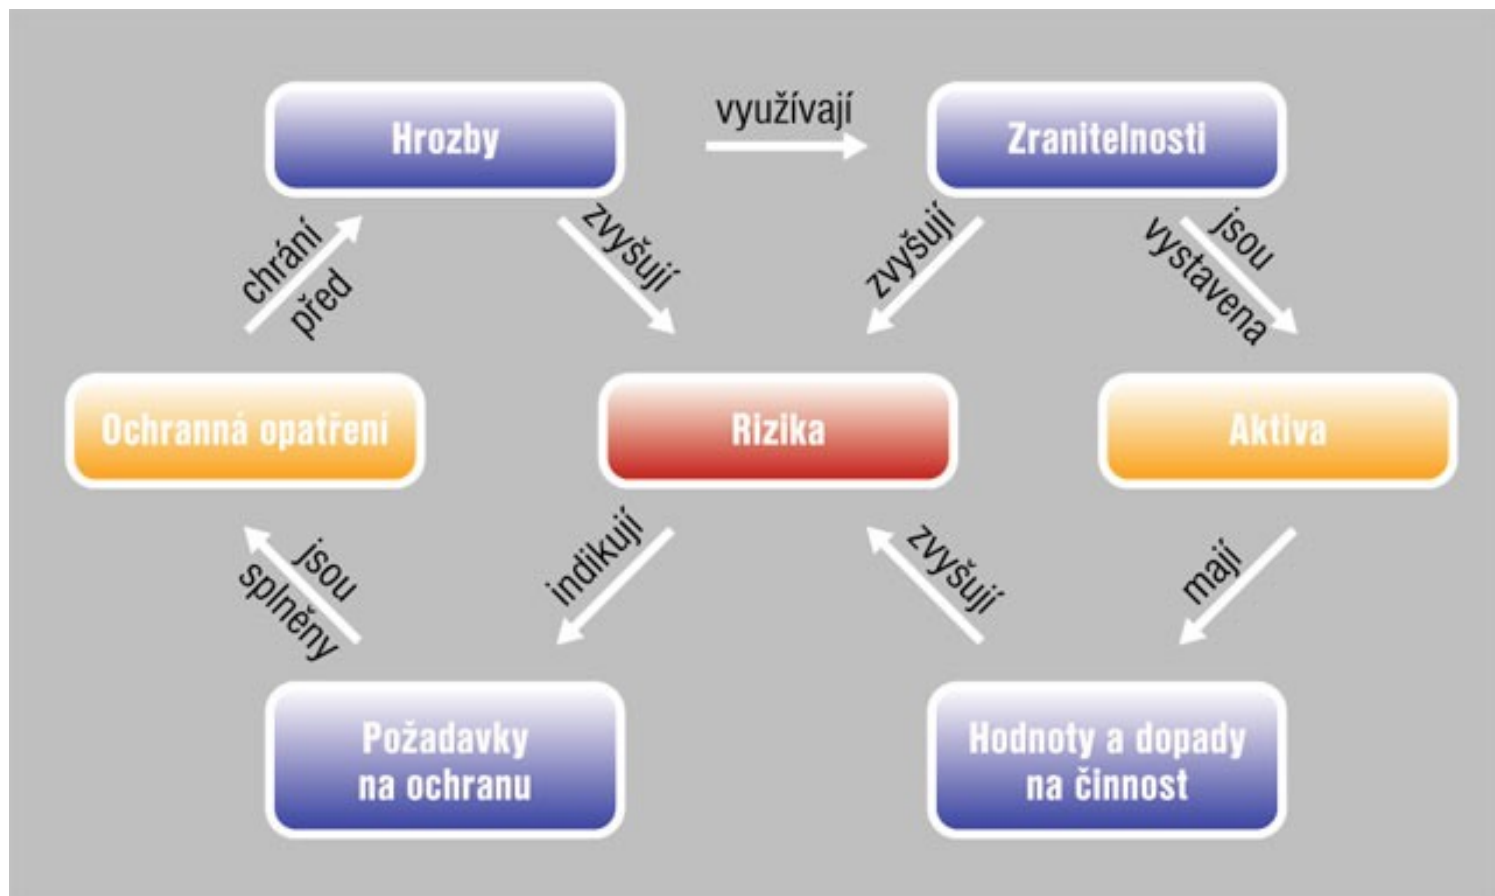 Hrozby
využívají
Zranitelnosti
chrání
před
zvyšují
zvyšují
jsou
vystavena
Ochranná opatření
Rizika
Aktiva
jsou
splněny
indikují
zvyšují
mají
Požadavky
na ochranu
Hodnoty a dopady
na činnost